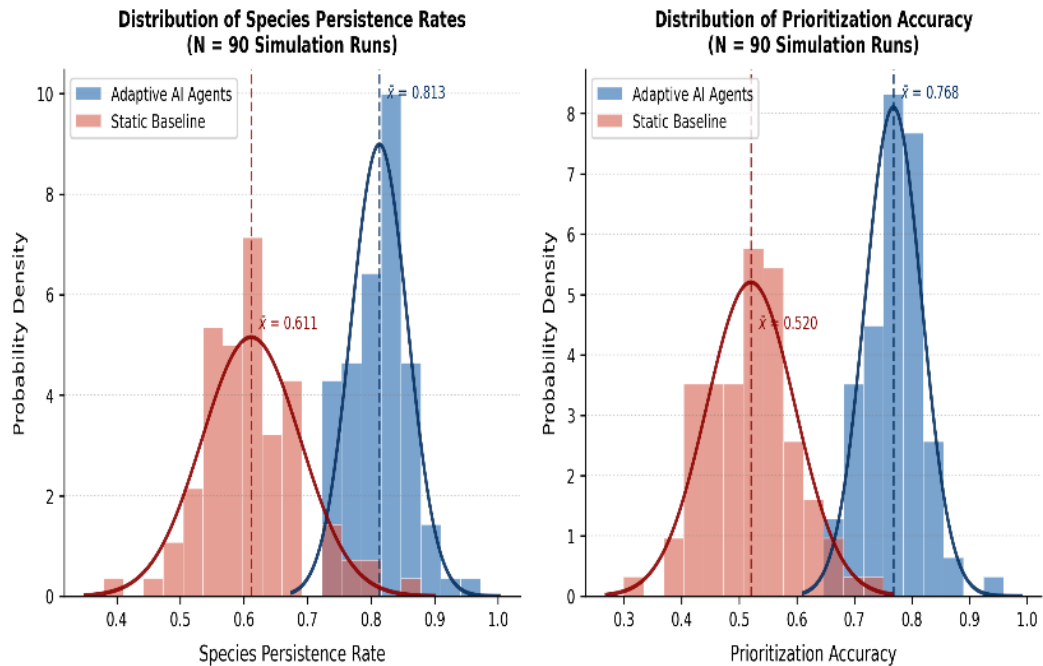 Distribution of Species Persistence Rates
(N = 90 Simulation Runs)
Adaptive AI Agents
Static Baseline
x̄ = 0.813
x̄ = 0.611
Probability Density
10
8
6
4
2
0
0.4 0.5 0.6 0.7 0.8 0.9 1.0
Species Persistence Rate
Distribution of Prioritization Accuracy
(N = 90 Simulation Runs)
Adaptive AI Agents
Static Baseline
x̄ = 0.768
x̄ = 0.520
Probability Density
8
7
6
5
4
3
2
1
0
0.3 0.4 0.5 0.6 0.7 0.8 0.9 1.0
Prioritization Accuracy